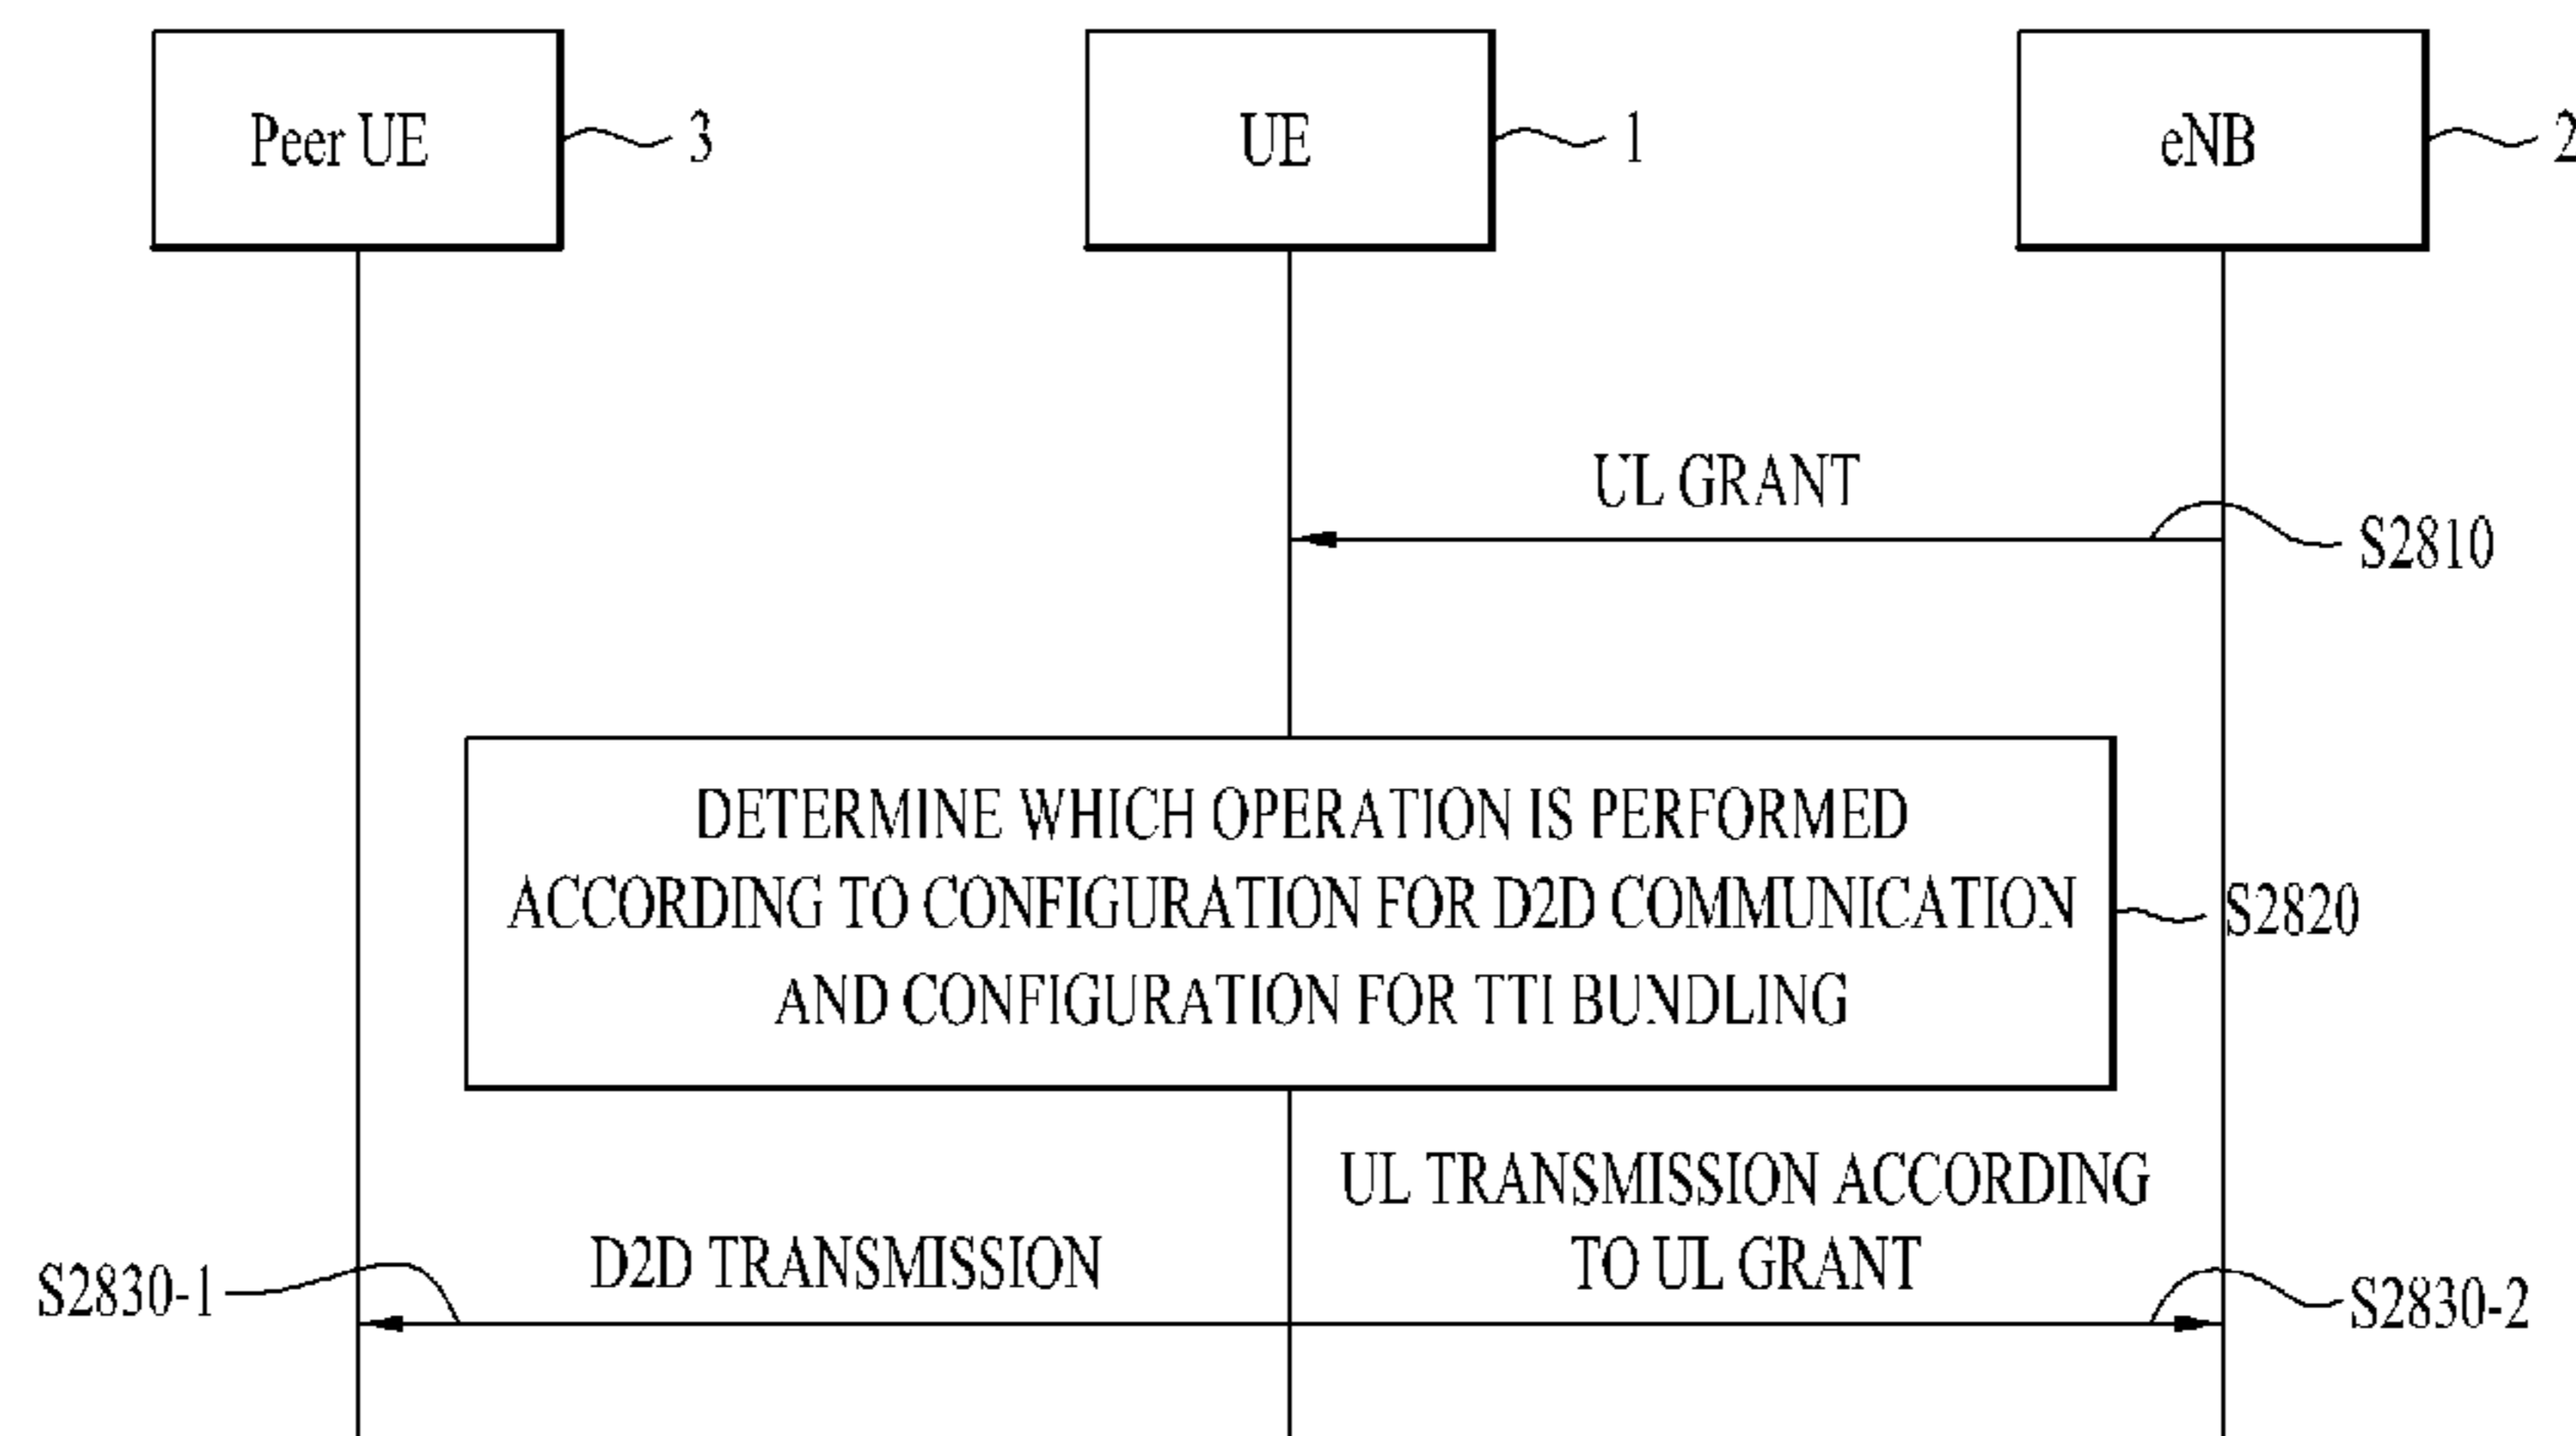 Peer UE
3
UE
1
eNB
2
UL GRANT
S2810
DETERMINE WHICH OPERATION IS PERFORMED
ACCORDING TO CONFIGURATION FOR D2D COMMUNICATION
AND CONFIGURATION FOR TTI BUNDLING
S2820
UL TRANSMISSION ACCORDING
TO UL GRANT
D2D TRANSMISSION
S2830-1
S2830-2